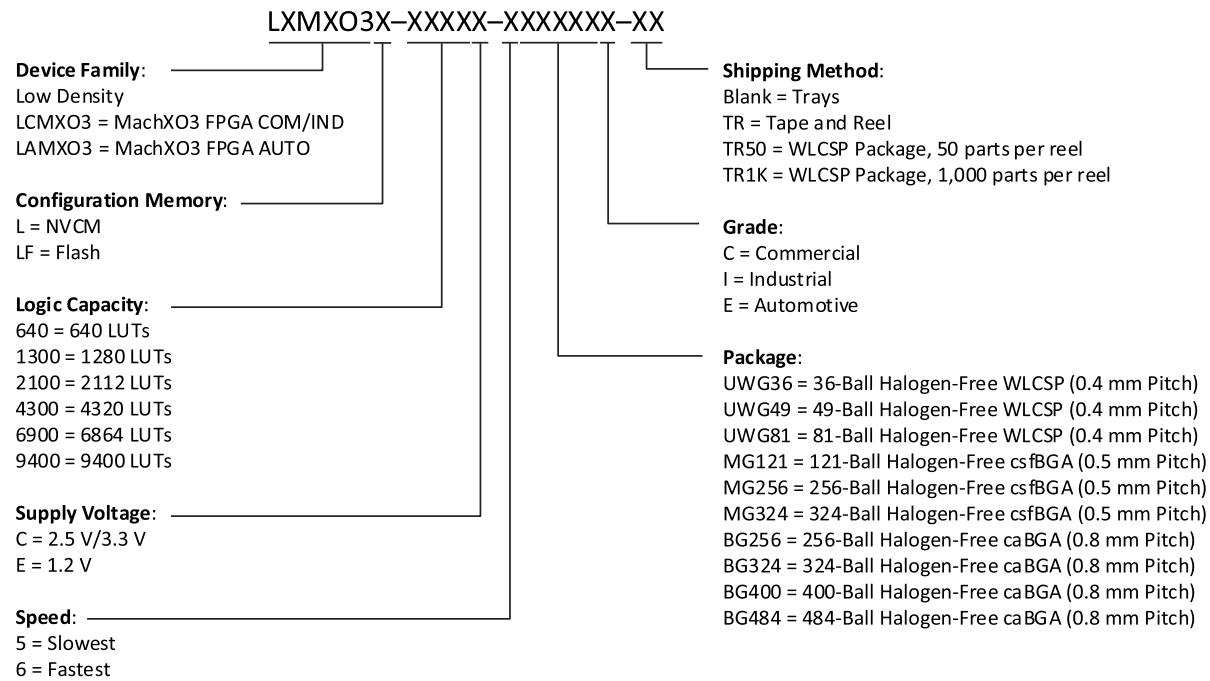 LXMXO3X–XXXXX–XXXXXXX–XX
Device Family:
Low Density
LCMXO3 = MachXO3 FPGA COM/IND
LAMXO3 = MachXO3 FPGA AUTO
Configuration Memory:
L = NVCM
LF = Flash
Logic Capacity:
640 = 640 LUTs
1300 = 1280 LUTs
2100 = 2112 LUTs
4300 = 4320 LUTs
6900 = 6864 LUTs
9400 = 9400 LUTs
Supply Voltage:
C = 2.5 V/3.3 V
E = 1.2 V
Speed:
5 = Slowest
6 = Fastest
Shipping Method:
Blank = Trays
TR = Tape and Reel
TR50 = WLCSP Package, 50 parts per reel
TR1K = WLCSP Package, 1,000 parts per reel
Grade:
C = Commercial
I = Industrial
E = Automotive
Package:
UWG36 = 36-Ball Halogen-Free WLCSP (0.4 mm Pitch)
UWG49 = 49-Ball Halogen-Free WLCSP (0.4 mm Pitch)
UWG81 = 81-Ball Halogen-Free WLCSP (0.4 mm Pitch)
MG121 = 121-Ball Halogen-Free csfBGA (0.5 mm Pitch)
MG256 = 256-Ball Halogen-Free csfBGA (0.5 mm Pitch)
MG324 = 324-Ball Halogen-Free csfBGA (0.5 mm Pitch)
BG256 = 256-Ball Halogen-Free caBGA (0.8 mm Pitch)
BG324 = 324-Ball Halogen-Free caBGA (0.8 mm Pitch)
BG400 = 400-Ball Halogen-Free caBGA (0.8 mm Pitch)
BG484 = 484-Ball Halogen-Free caBGA (0.8 mm Pitch)